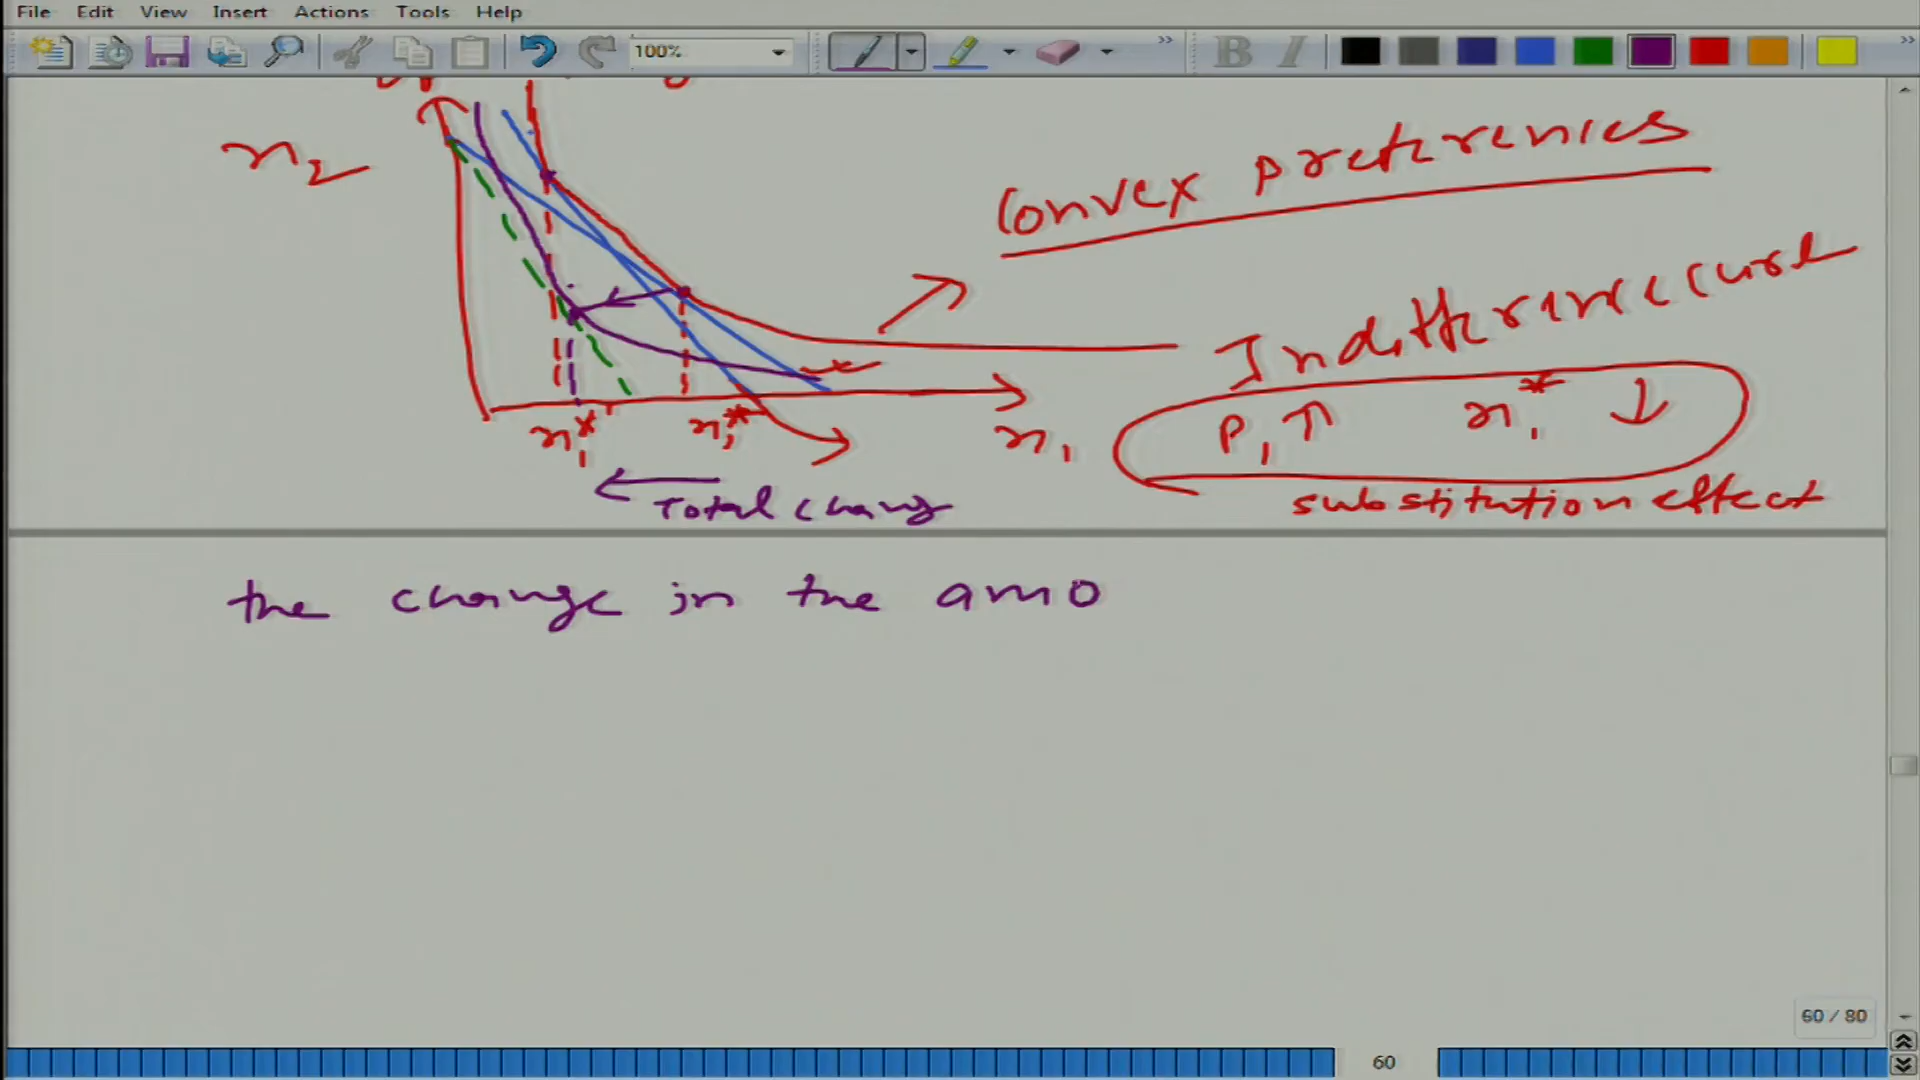 File Edit View Insert Actions Tools Help
100%
x2
Convex preferences
Indifference curve
x1* x1* x1
P1 ↑ x1* ↓
← Total chang
substitution effect
the change in the amo
60 / 80
60